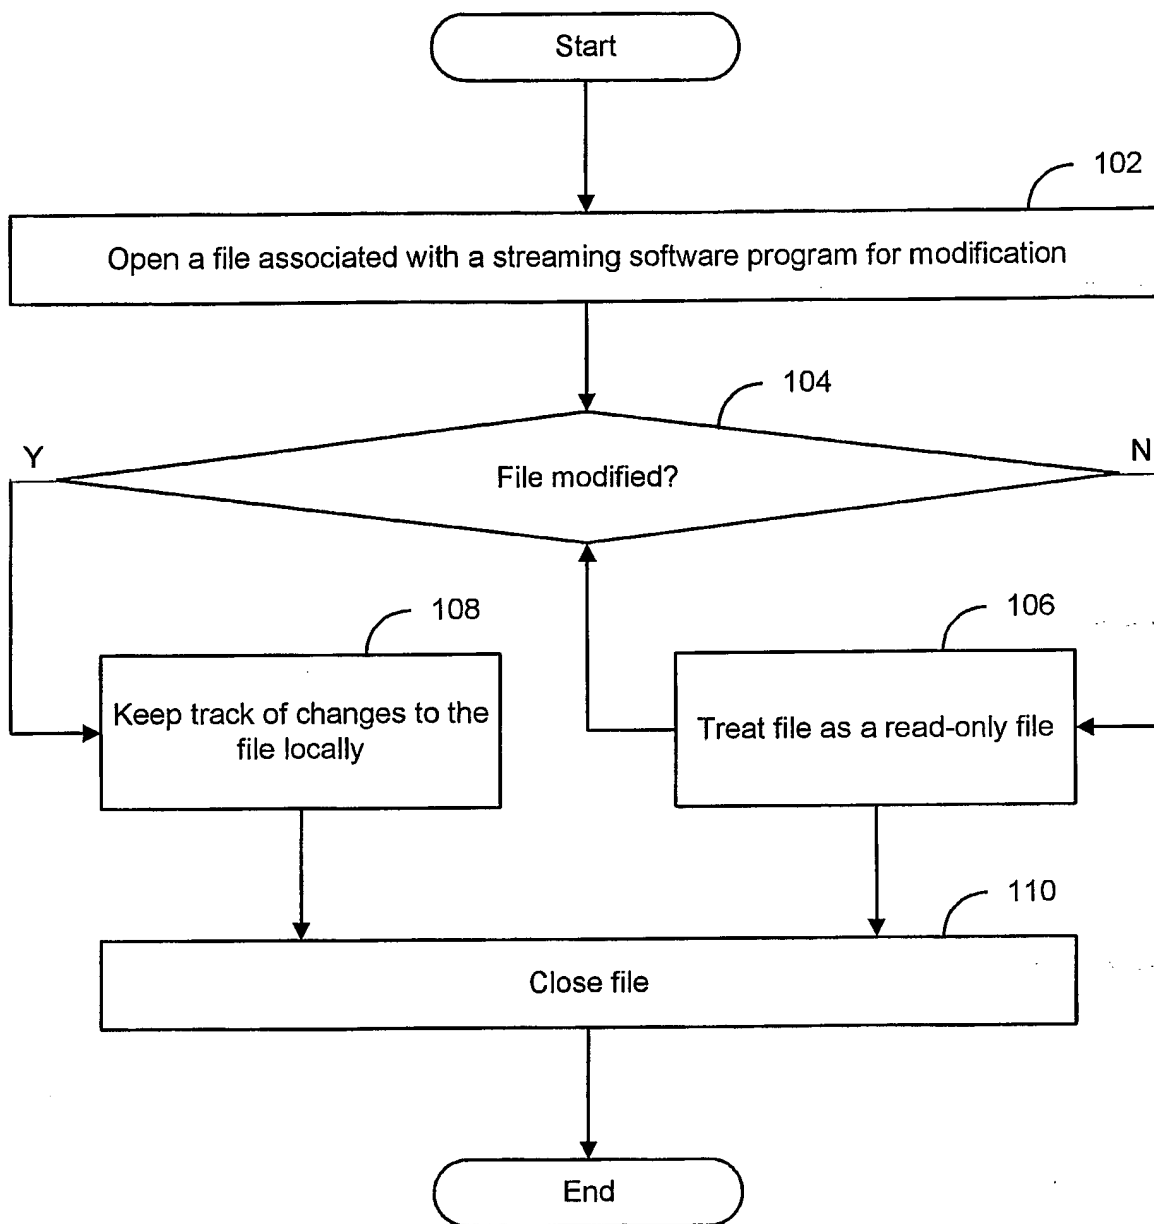 Start
102
Open a file associated with a streaming software program for modification
104
Y
N
File modified?
108
106
Keep track of changes to the
file locally
Treat file as a read-only file
110
Close file
End